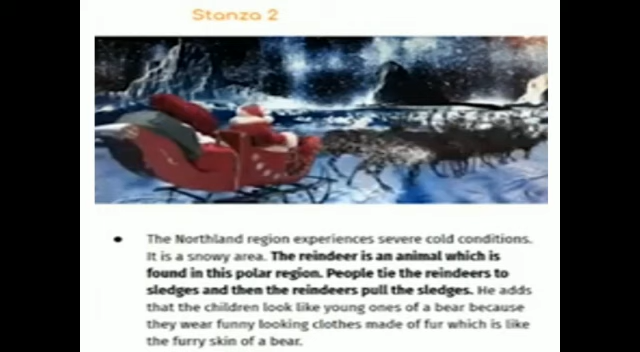 Stanza 2
● The Northland region experiences severe cold conditions.
It is a snowy area. The reindeer is an animal which is
found in this polar region. People tie the reindeers to
sledges and then the reindeers pull the sledges. He adds
that the children look like young ones of a bear because
they wear funny looking clothes made of fur which is like
the furry skin of a bear.